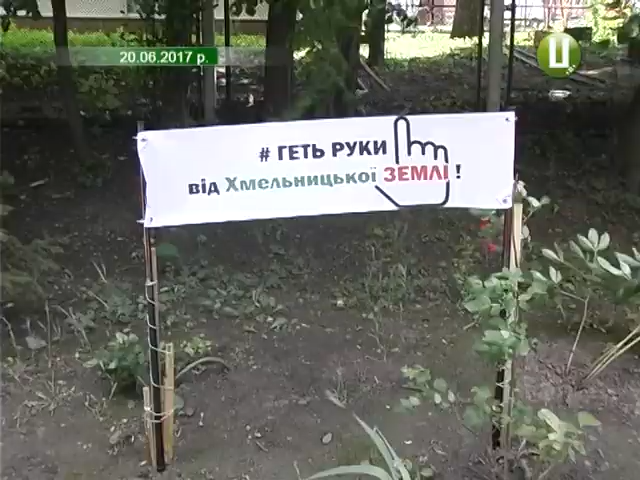 20.06.2017 р.
Ц
# ГЕТЬ РУКИ
від Хмельницької ЗЕМЛІ !